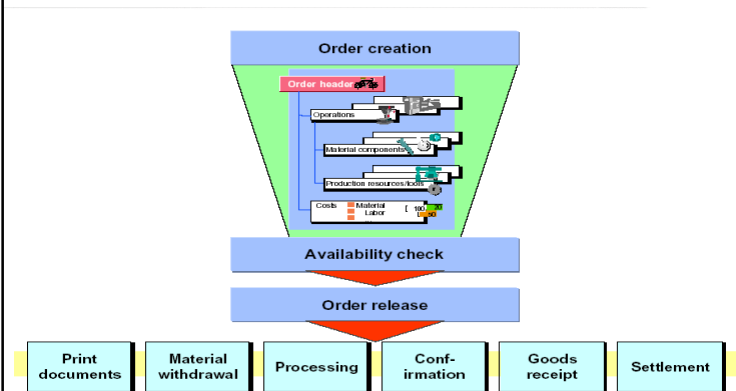 Order creation
Order header
Operations
Material components
Production resources/tools
Costs Material
Labor
Availability check
Order release
Print
documents
Material
withdrawal
Processing
Conf-
irmation
Goods
receipt
Settlement